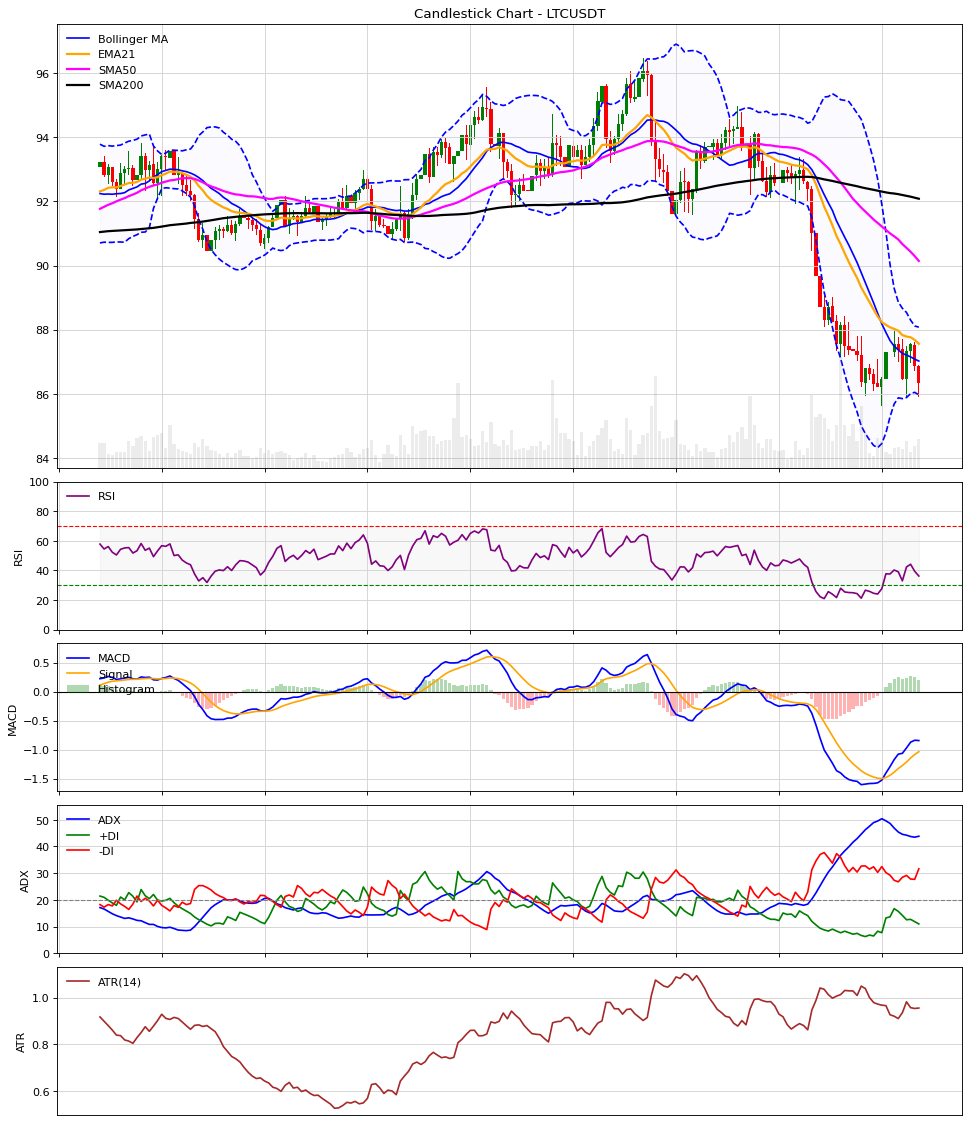 Candlestick Chart - LTCUSDT
Bollinger MA
EMA21
SMA50
SMA200
96
94
92
90
88
86
84
RSI
RSI
100
80
60
40
20
0
MACD
Signal
Histogram
MACD
0.5
0.0
−0.5
−1.0
−1.5
ADX
+DI
-DI
ADX
50
40
30
20
10
0
ATR(14)
ATR
1.0
0.8
0.6